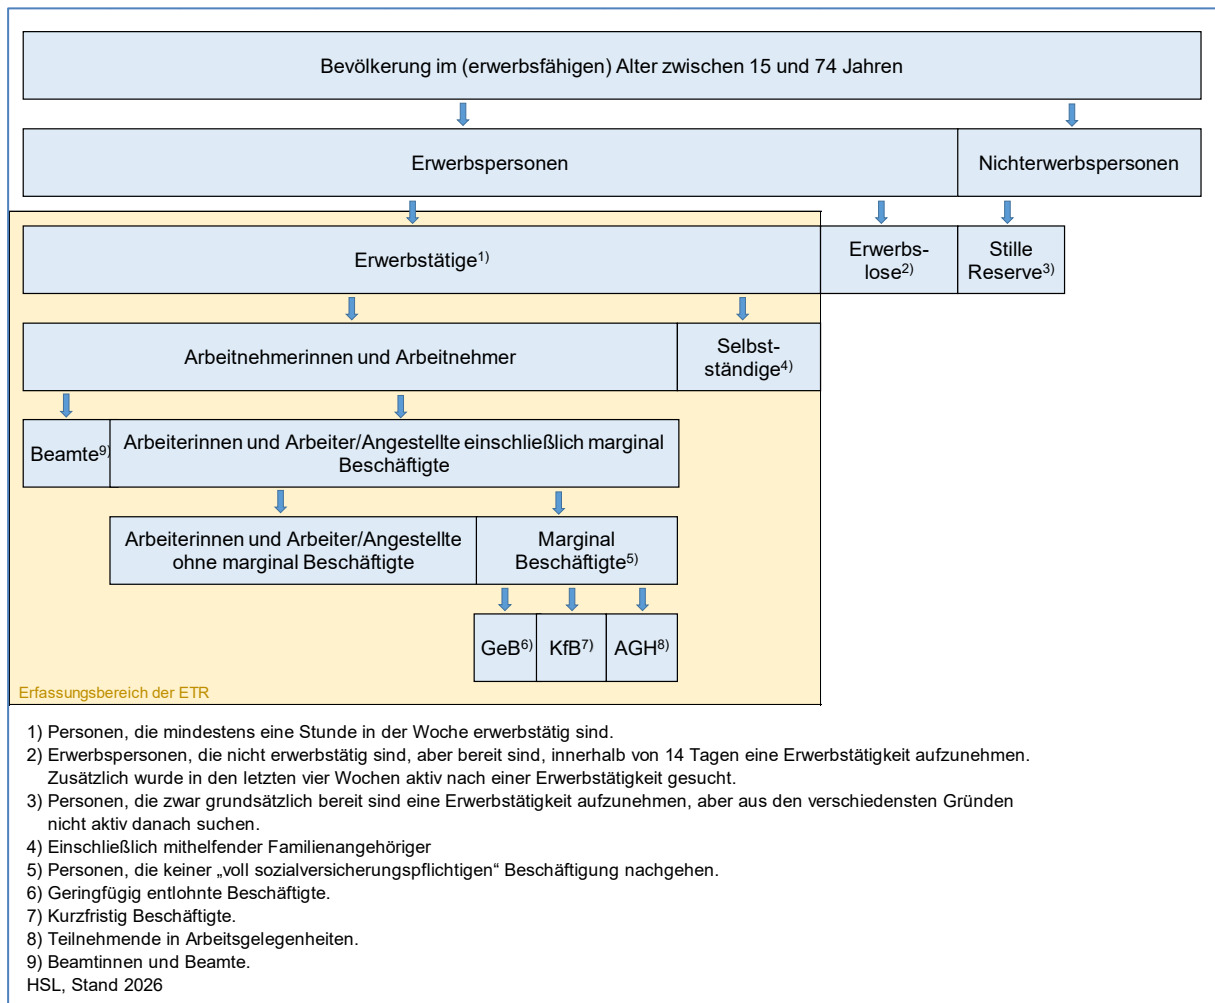 Bevölkerung im (erwerbsfähigen) Alter zwischen 15 und 74 Jahren
Erwerbspersonen
Nichterwerbspersonen
Erwerbstätige1)
Erwerbs-
lose2)
Stille
Reserve3)
Arbeitnehmerinnen und Arbeitnehmer
Selbst-
ständige4)
Beamte9)
Arbeiterinnen und Arbeiter/Angestellte einschließlich marginal
Beschäftigte
Arbeiterinnen und Arbeiter/Angestellte
ohne marginal Beschäftigte
Marginal
Beschäftigte5)
GeB6)
KfB7)
AGH8)
Erfassungsbereich der ETR
1) Personen, die mindestens eine Stunde in der Woche erwerbstätig sind.
2) Erwerbspersonen, die nicht erwerbstätig sind, aber bereit sind, innerhalb von 14 Tagen eine Erwerbstätigkeit aufzunehmen.
Zusätzlich wurde in den letzten vier Wochen aktiv nach einer Erwerbstätigkeit gesucht.
3) Personen, die zwar grundsätzlich bereit sind eine Erwerbstätigkeit aufzunehmen, aber aus den verschiedensten Gründen
nicht aktiv danach suchen.
4) Einschließlich mithelfender Familienangehöriger
5) Personen, die keiner „voll sozialversicherungspflichtigen“ Beschäftigung nachgehen.
6) Geringfügig entlohnte Beschäftigte.
7) Kurzfristig Beschäftigte.
8) Teilnehmende in Arbeitsgelegenheiten.
9) Beamtinnen und Beamte.
HSL, Stand 2026